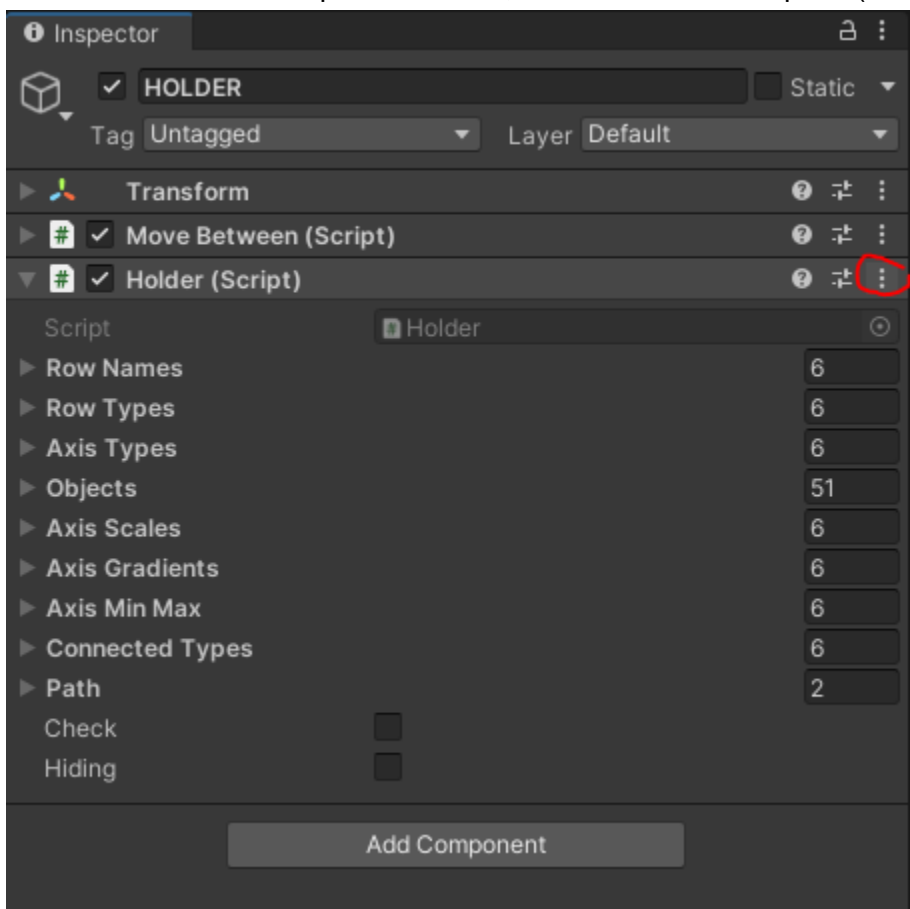 Inspector
HOLDER
Static
Tag Untagged Layer Default
Transform
# Move Between (Script)
# Holder (Script)
Script # Holder
Row Names 6
Row Types 6
Axis Types 6
Objects 51
Axis Scales 6
Axis Gradients 6
Axis Min Max 6
Connected Types 6
Path 2
Check
Hiding
Add Component